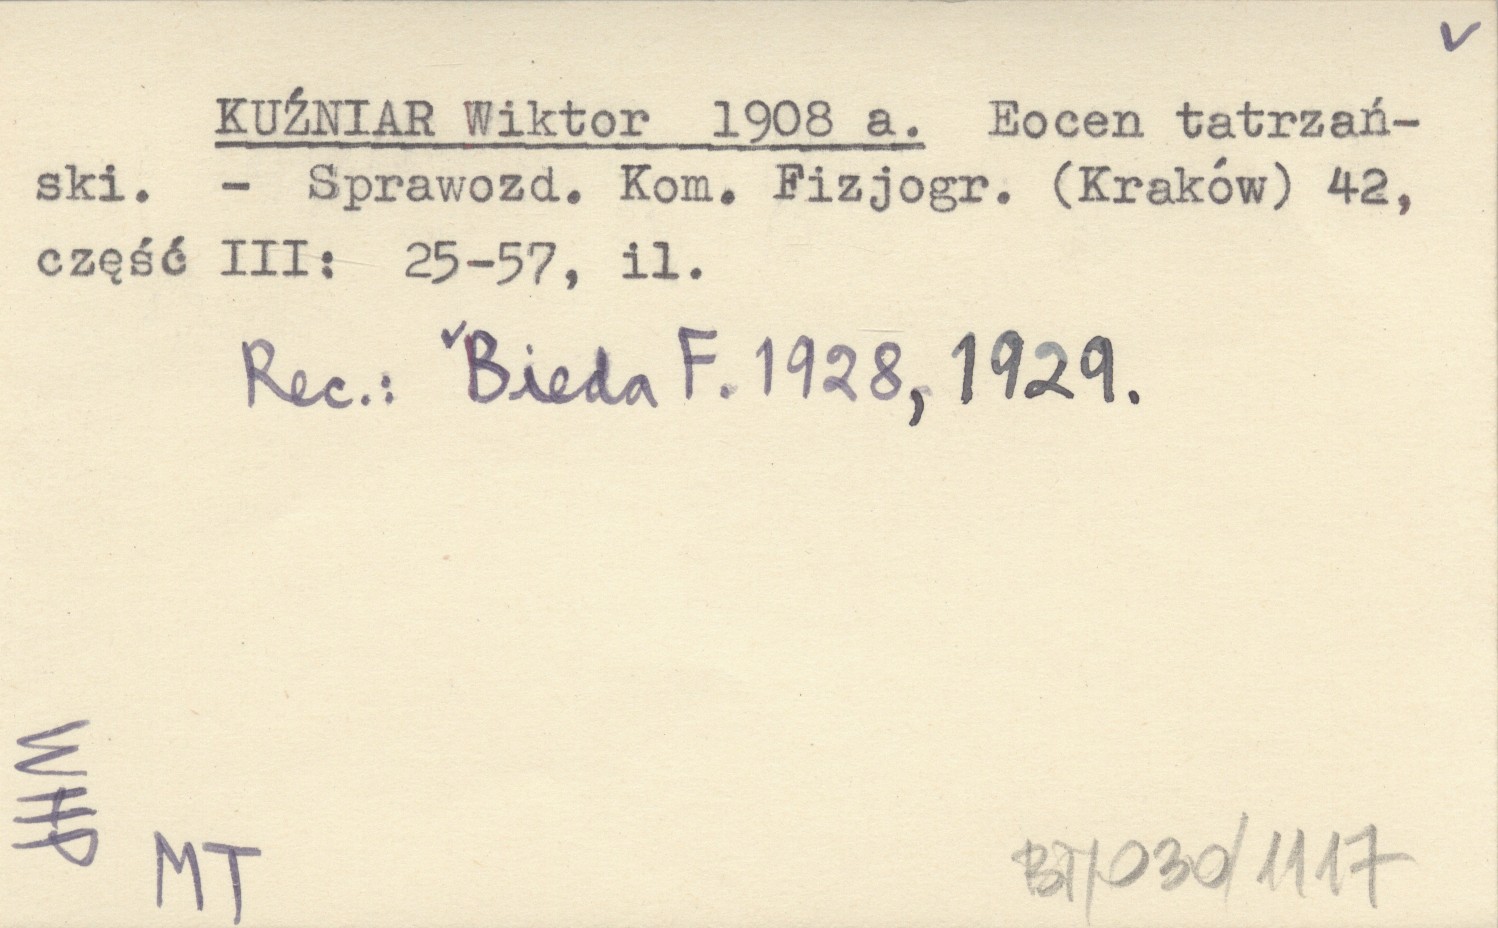 KUŹNIAR Wiktor 1908 a. Eocen tatrzań-
ski. - Sprawozd. Kom. Fizjogr. (Kraków) 42,
część III: 25-57, il.
Rec.: Bieda F. 1928, 1929.
MT
BT/030/1117